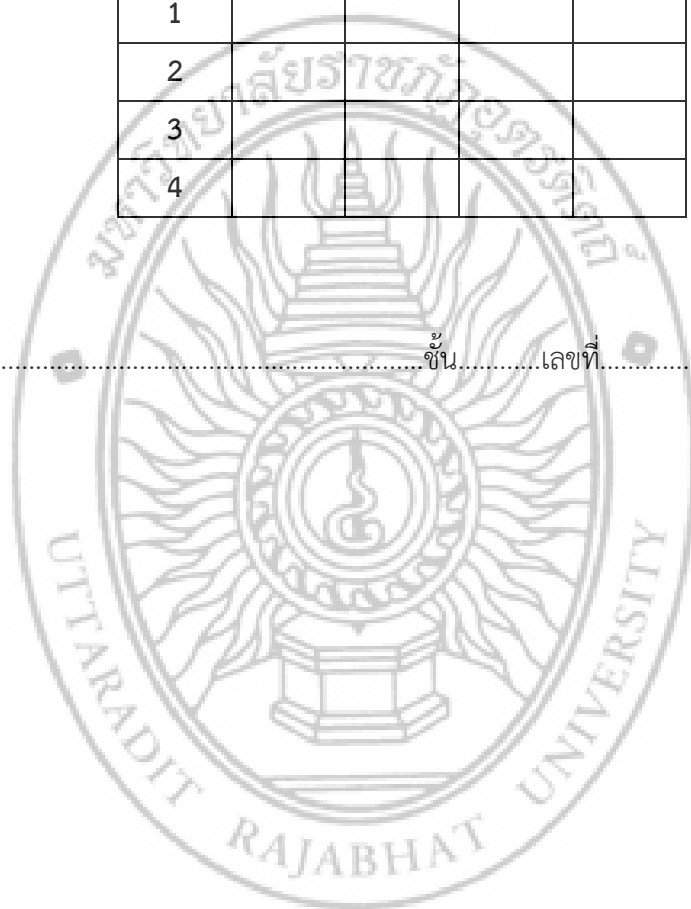 1
2
3
4
มหาวิทยาลัยราชภัฏอุตรดิตถ์
....................................................ชั้น............เลขที่.............
UTTARADIT RAJABHAT UNIVERSITY